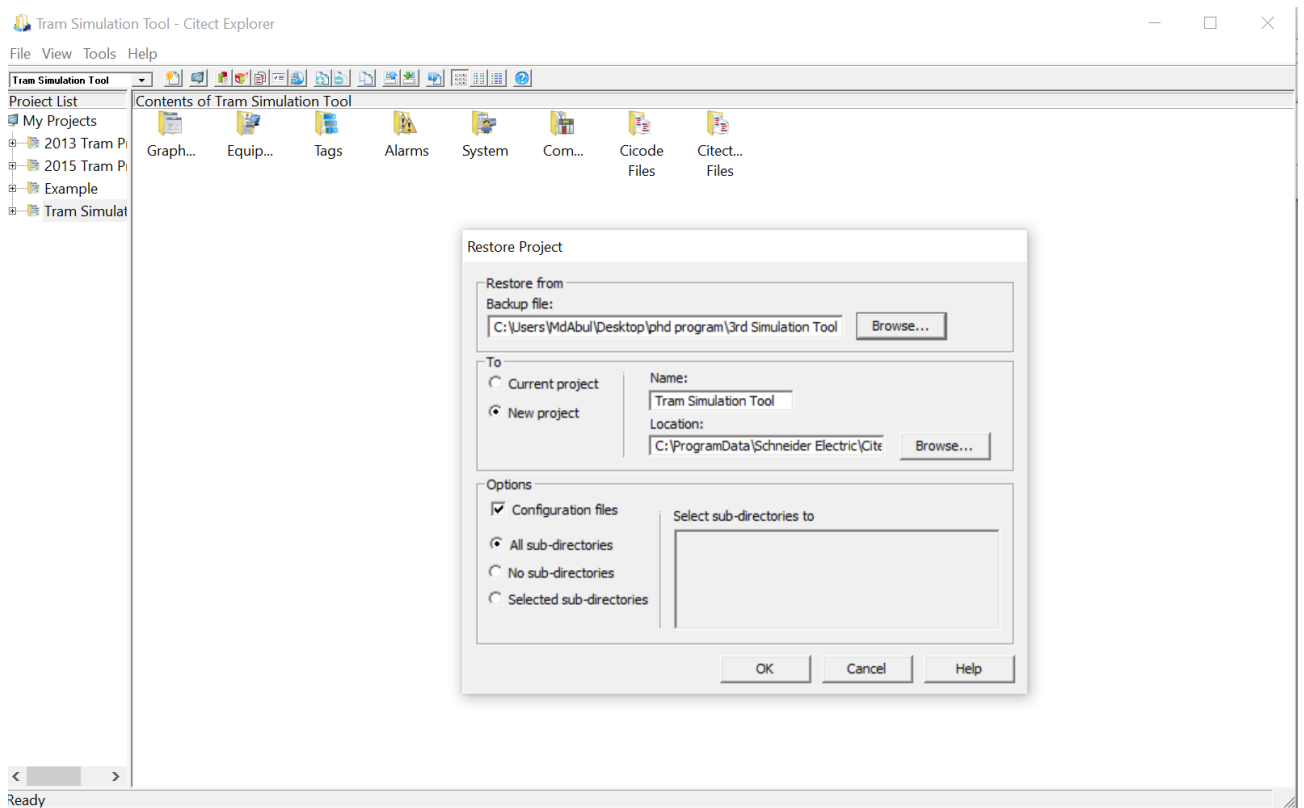 Tram Simulation Tool - Citect Explorer
File View Tools Help
Tram Simulation Tool
Project List
Contents of Tram Simulation Tool
My Projects
2013 Tram P
2015 Tram P
Example
Tram Simulat
Graph... Equip... Tags Alarms System Com... Cicode Citect...
Files Files
Restore Project
Restore from
Backup file:
C:\Users\MdAbul\Desktop\phd program\3rd Simulation Tool Browse...
To
Current project
New project
Name:
Tram Simulation Tool
Location:
C:\ProgramData\Schneider Electric\Cite Browse...
Options
Configuration files
All sub-directories
No sub-directories
Selected sub-directories
Select sub-directories to
OK Cancel Help
Ready